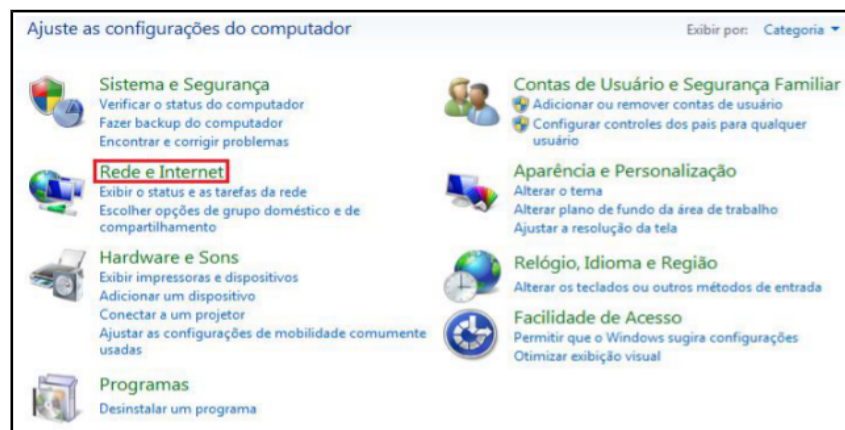 Ajuste as configurações do computador
Exibir por: Categoria
Sistema e Segurança
Verificar o status do computador
Fazer backup do computador
Encontrar e corrigir problemas
Rede e Internet
Exibir o status e as tarefas da rede
Escolher opções de grupo doméstico e de
compartilhamento
Hardware e Sons
Exibir impressoras e dispositivos
Adicionar um dispositivo
Conectar a um projetor
Ajustar as configurações de mobilidade comumente
usadas
Programas
Desinstalar um programa
Contas de Usuário e Segurança Familiar
Adicionar ou remover contas de usuário
Configurar controles dos pais para qualquer
usuário
Aparência e Personalização
Alterar o tema
Alterar plano de fundo da área de trabalho
Ajustar a resolução da tela
Relógio, Idioma e Região
Alterar os teclados ou outros métodos de entrada
Facilidade de Acesso
Permitir que o Windows sugira configurações
Otimizar exibição visual